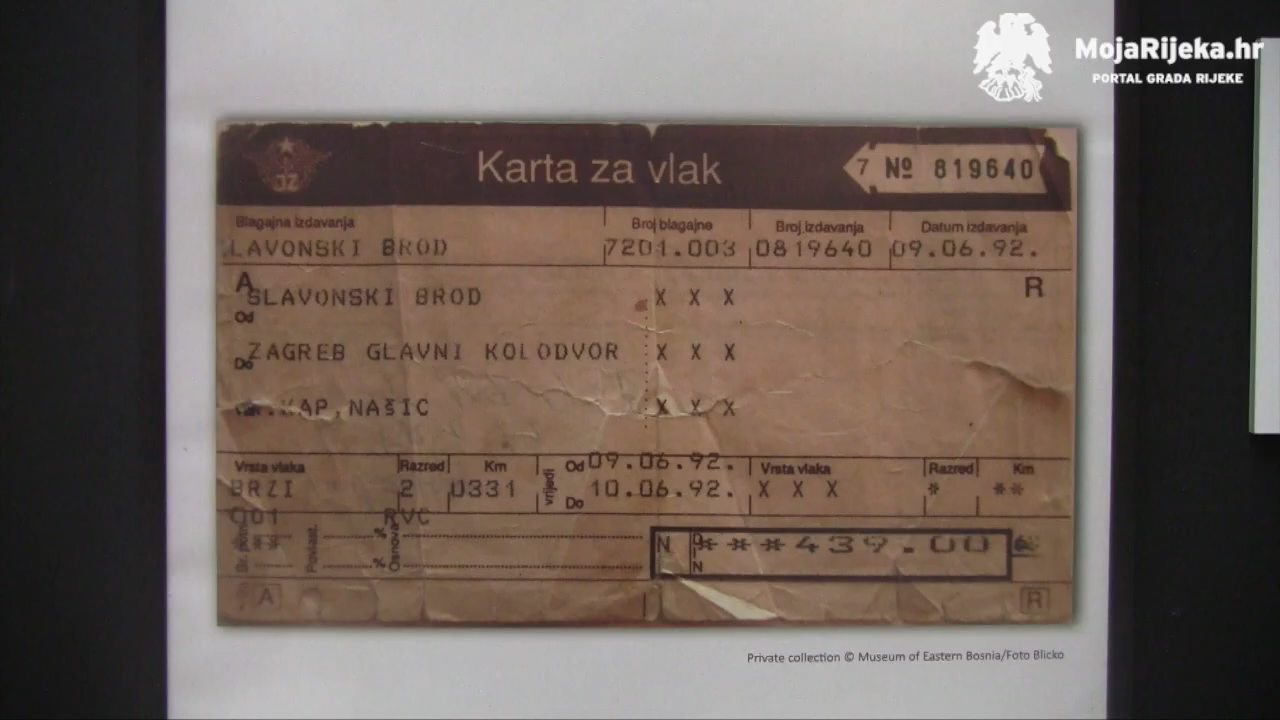 MojaRijeka.hr
PORTAL GRADA RIJEKE
JZ
Karta za vlak
7 Nº 819640
Blagajna izdavanja Broj blagajne Broj izdavanja Datum izdavanja
LAVONSKI BROD 7201.003 0819640 09.06.92.
A R
SLAVONSKI BROD X X X
Od
ZAGREB GLAVNI KOLODVOR X X X
Do
.KAP,NAŠIC X X X
Vrsta vlaka Razred Km vrijedi Od 09.06.92. Vrsta vlaka Razred Km
BRZI 2 0331 Do 10.06.92. X X X * **
001 RVC
Povlast. % Osnova %
N ***439.00
N
A R
Private collection © Museum of Eastern Bosnia/Foto Blicko